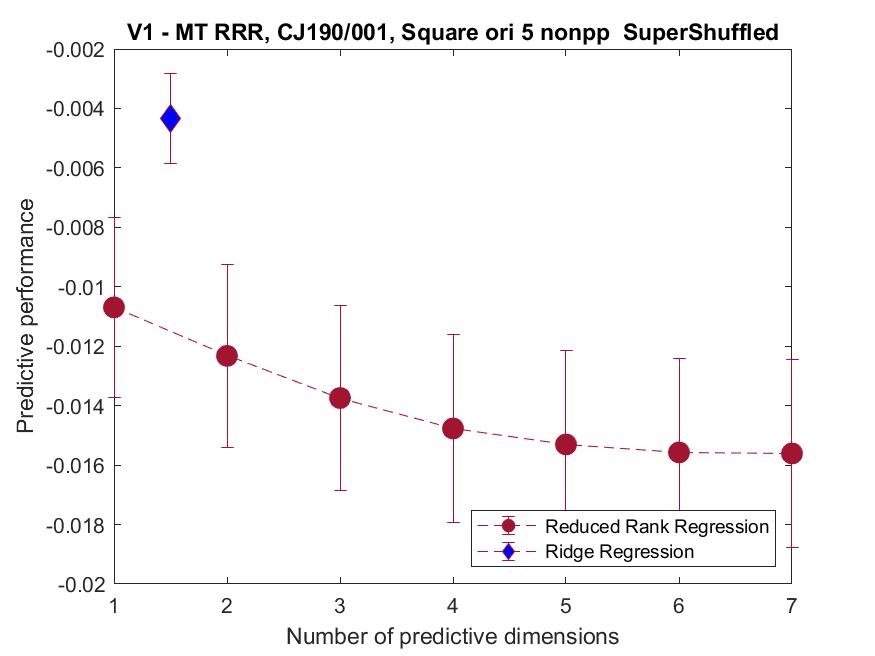 V1 - MT RRR, CJ190/001, Square ori 5 nonpp  SuperShuffled
-0.002
-0.004
-0.006
-0.008
-0.01
-0.012
-0.014
-0.016
-0.018
-0.02
Predictive performance
Reduced Rank Regression
Ridge Regression
1 2 3 4 5 6 7
Number of predictive dimensions